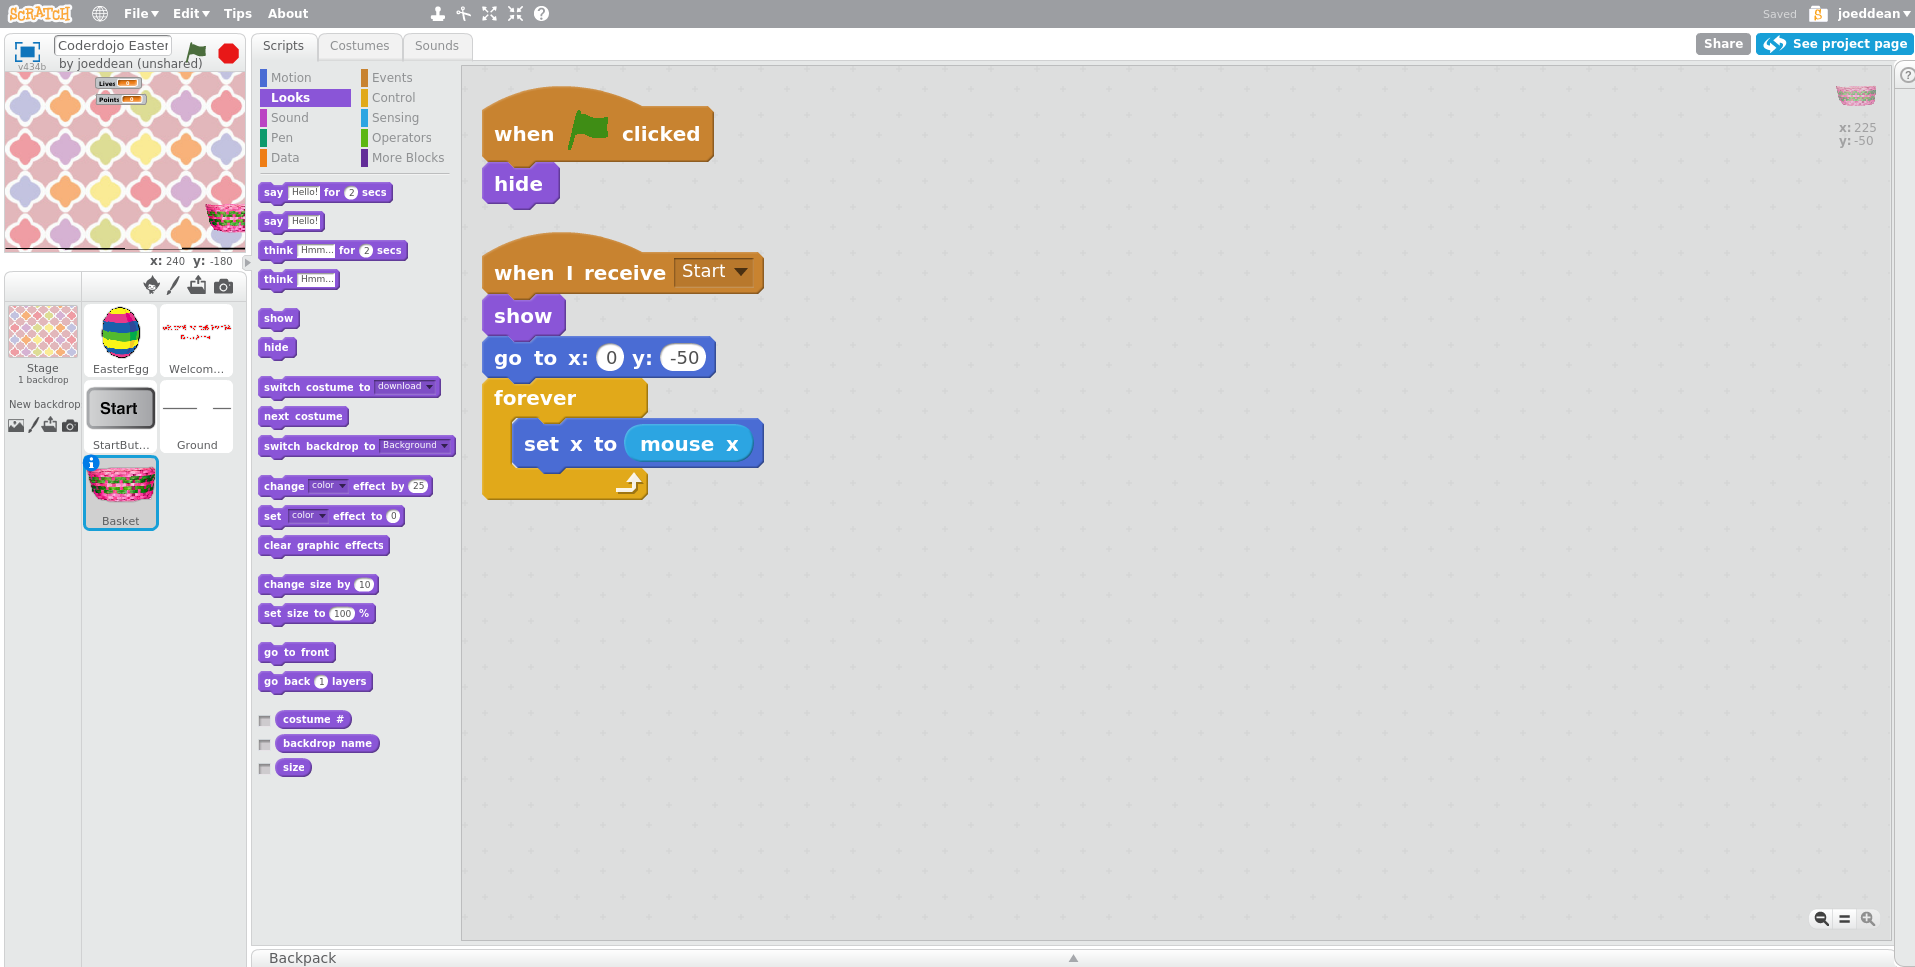 SCRATCH File Edit Tips About Saved joeddean
Coderdojo Easter
by joeddean (unshared)
v434b
Lives 0
Points 0
x: 240 y: -180
Stage
1 backdrop
New backdrop
EasterEgg
Welcom...
Start
StartBut...
Ground
Basket
Scripts Costumes Sounds
Share See project page
Motion Events
Looks Control
Sound Sensing
Pen Operators
Data More Blocks
say Hello! for 2 secs
say Hello!
think Hmm... for 2 secs
think Hmm...
show
hide
switch costume to download
next costume
switch backdrop to Background
change color effect by 25
set color effect to 0
clear graphic effects
change size by 10
set size to 100 %
go to front
go back 1 layers
costume #
backdrop name
size
when clicked
hide
when I receive Start
show
go to x: 0 y: -50
forever
set x to mouse x
x: 225
y: -50
Backpack